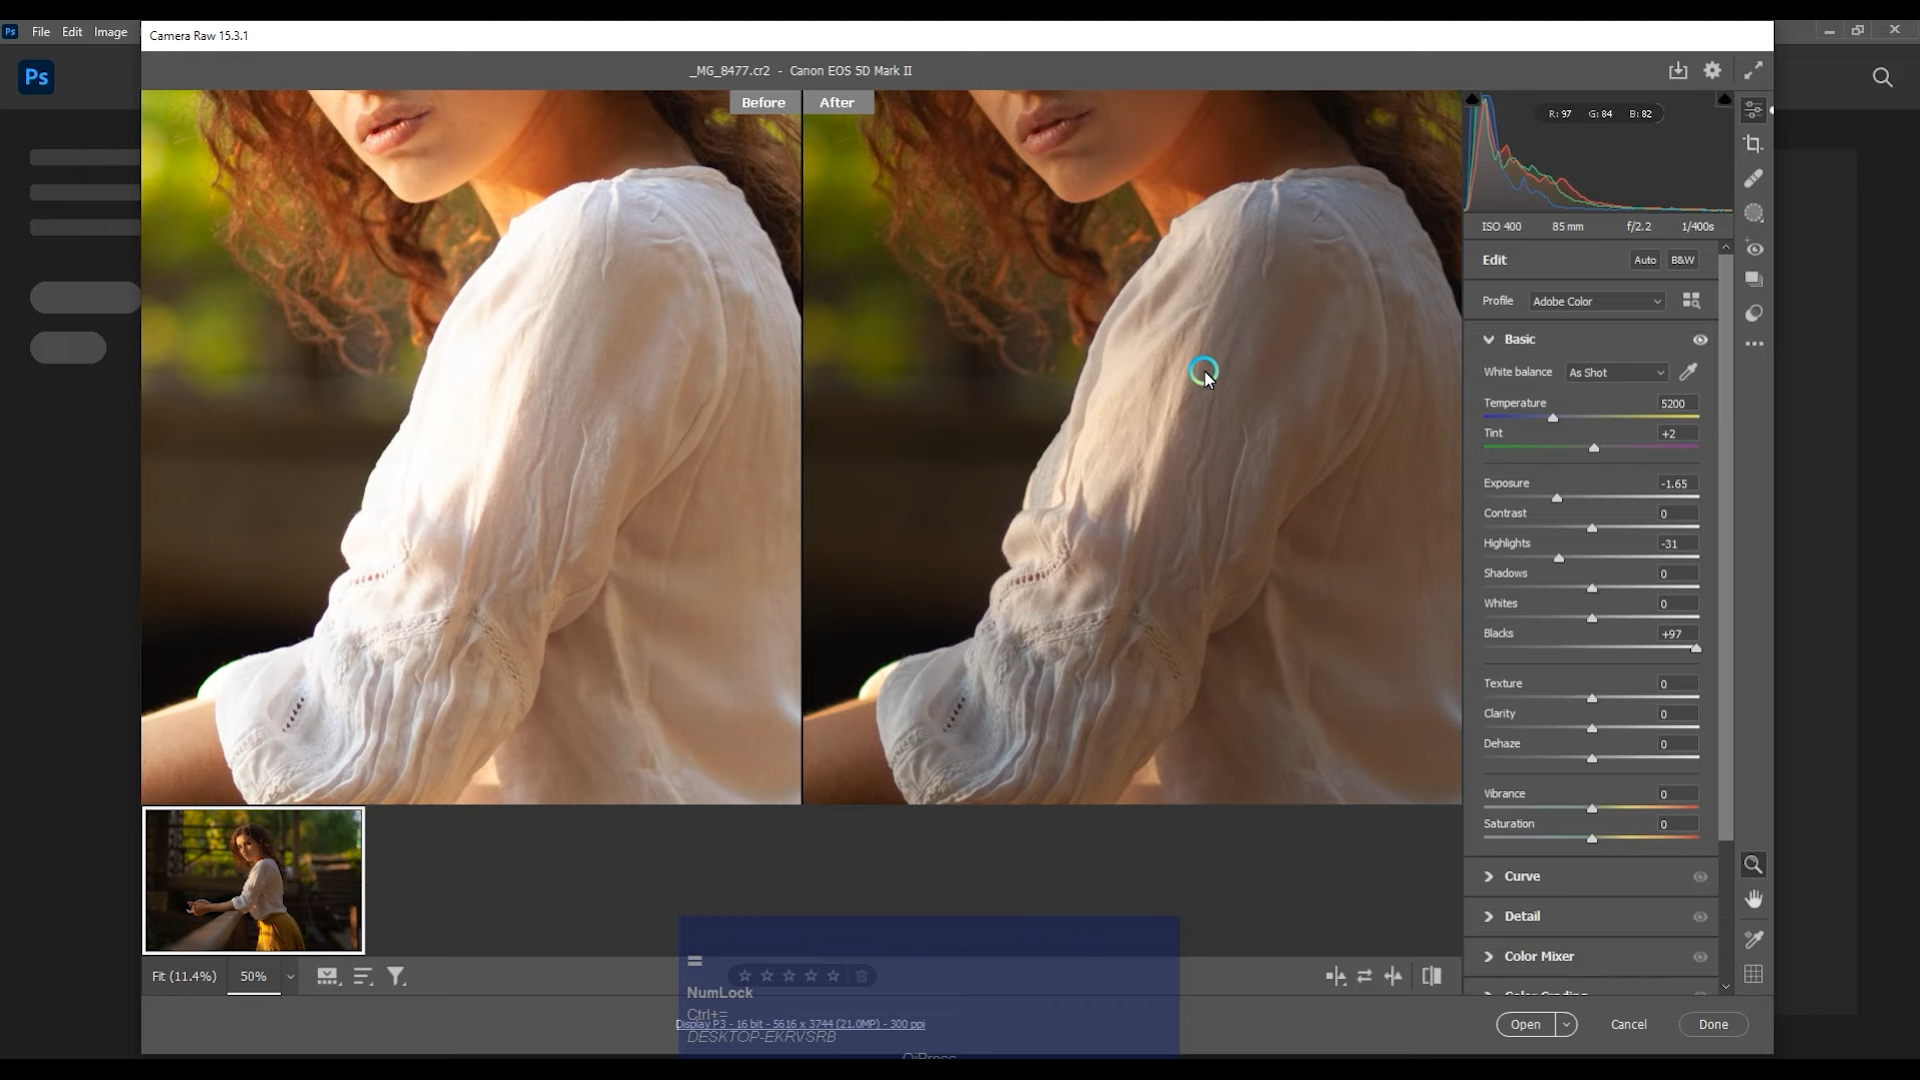 Ps File Edit Image
Camera Raw 15.3.1
Ps
_MG_8477.cr2 - Canon EOS 5D Mark II
Before
After
R: 97 G: 84 B: 82
ISO 400 85 mm f/2.2 1/400s
Edit Auto B&W
Profile Adobe Color
Basic
White balance As Shot
Temperature 5200
Tint +2
Exposure -1.65
Contrast 0
Highlights -31
Shadows 0
Whites 0
Blacks +97
Texture 0
Clarity 0
Dehaze 0
Vibrance 0
Saturation 0
Curve
Detail
Color Mixer
Color Grading
Fit (11.4%) 50%
=
NumLock
Ctrl+=
Display P3 - 16 bit - 5616 x 3744 (21.0MP) - 300 ppi
DESKTOP-EKRVSRB
QiPress
Open Cancel Done